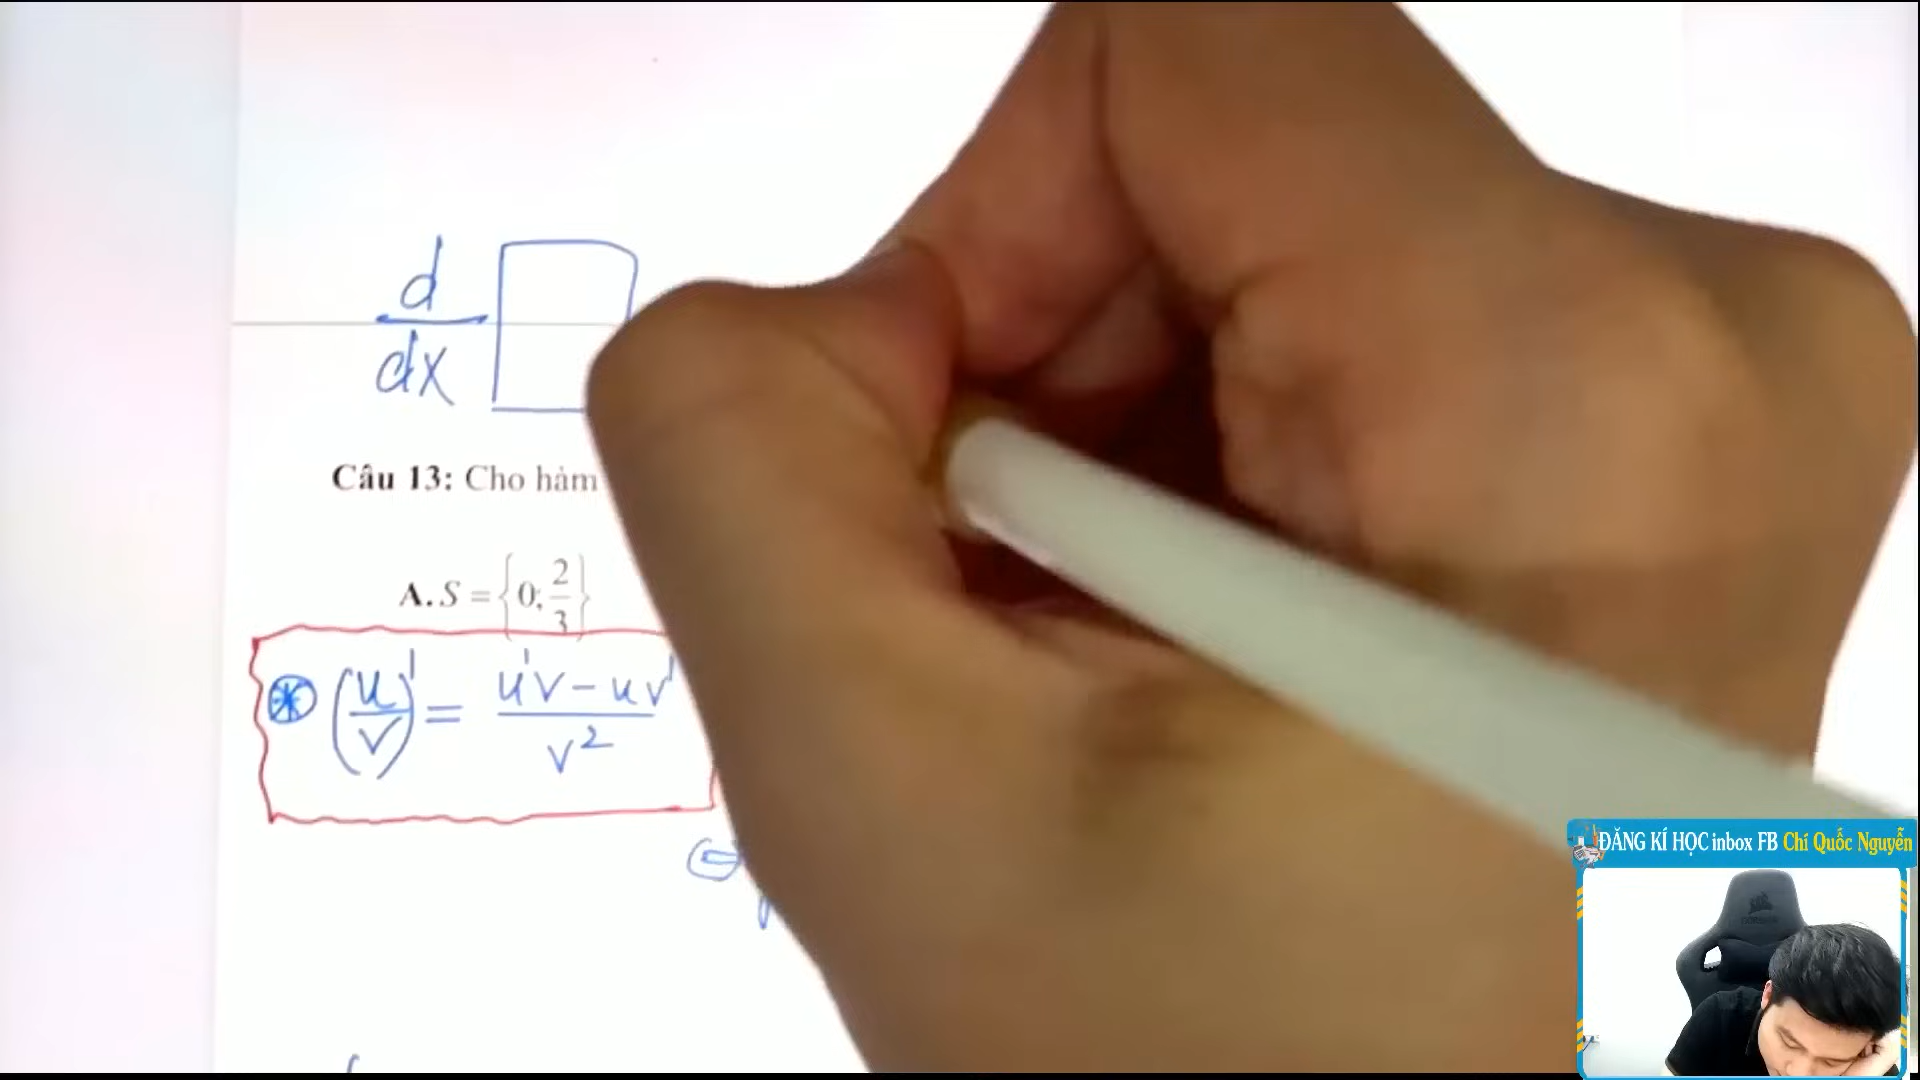 d
dx
Câu 13: Cho hàm
A. S = {0; 2/3}
(u/v)' = (u'v - uv')/v²
ĐĂNG KÍ HỌC inbox FB Chí Quốc Nguyễn